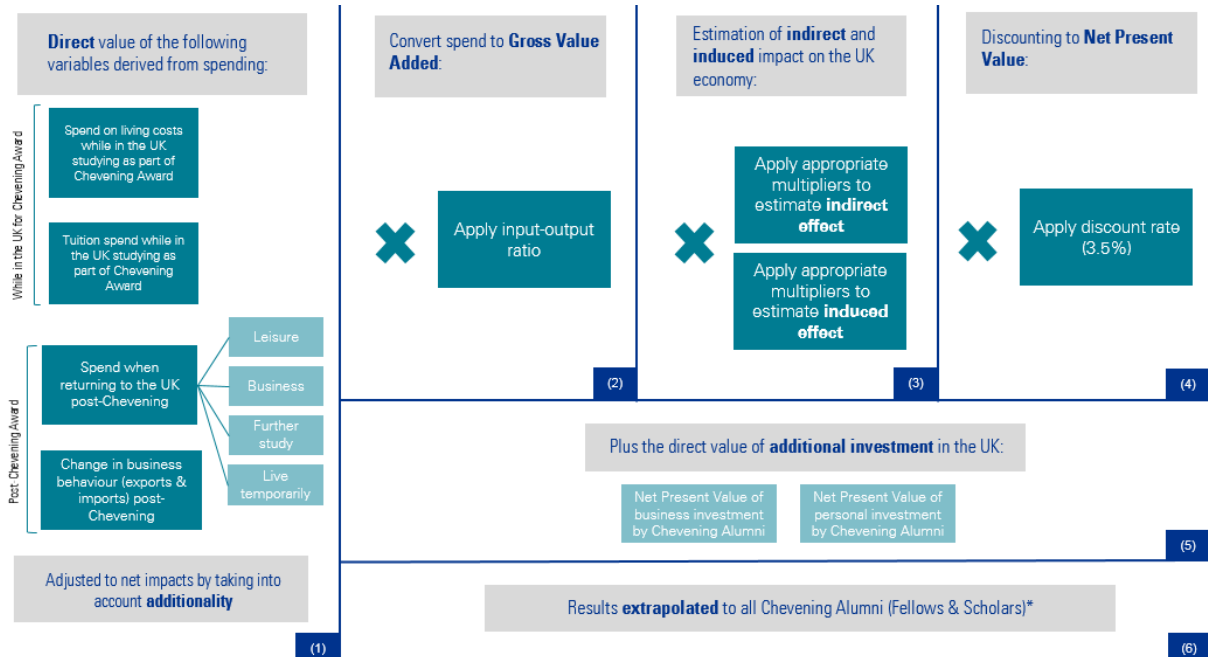 Direct value of the following
variables derived from spending:
While in the UK for Chevening Award
Spend on living costs
while in the UK
studying as part of
Chevening Award
Tuition spend while in
the UK studying as
part of Chevening
Award
Post-Chevening Award
Spend when
returning to the UK
post-Chevening
Leisure
Business
Further
study
Live
temporarily
Change in business
behaviour (exports &
imports) post-
Chevening
Adjusted to net impacts by taking into
account additionality
(1)
Convert spend to Gross Value
Added:
Apply input-output
ratio
(2)
Estimation of indirect and
induced impact on the UK
economy:
Apply appropriate
multipliers to
estimate indirect
effect
Apply appropriate
multipliers to
estimate induced
effect
(3)
Discounting to Net Present
Value:
Apply discount rate
(3.5%)
(4)
Plus the direct value of additional investment in the UK:
Net Present Value of
business investment
by Chevening Alumni
Net Present Value of
personal investment
by Chevening Alumni
(5)
Results extrapolated to all Chevening Alumni (Fellows & Scholars)*
(6)